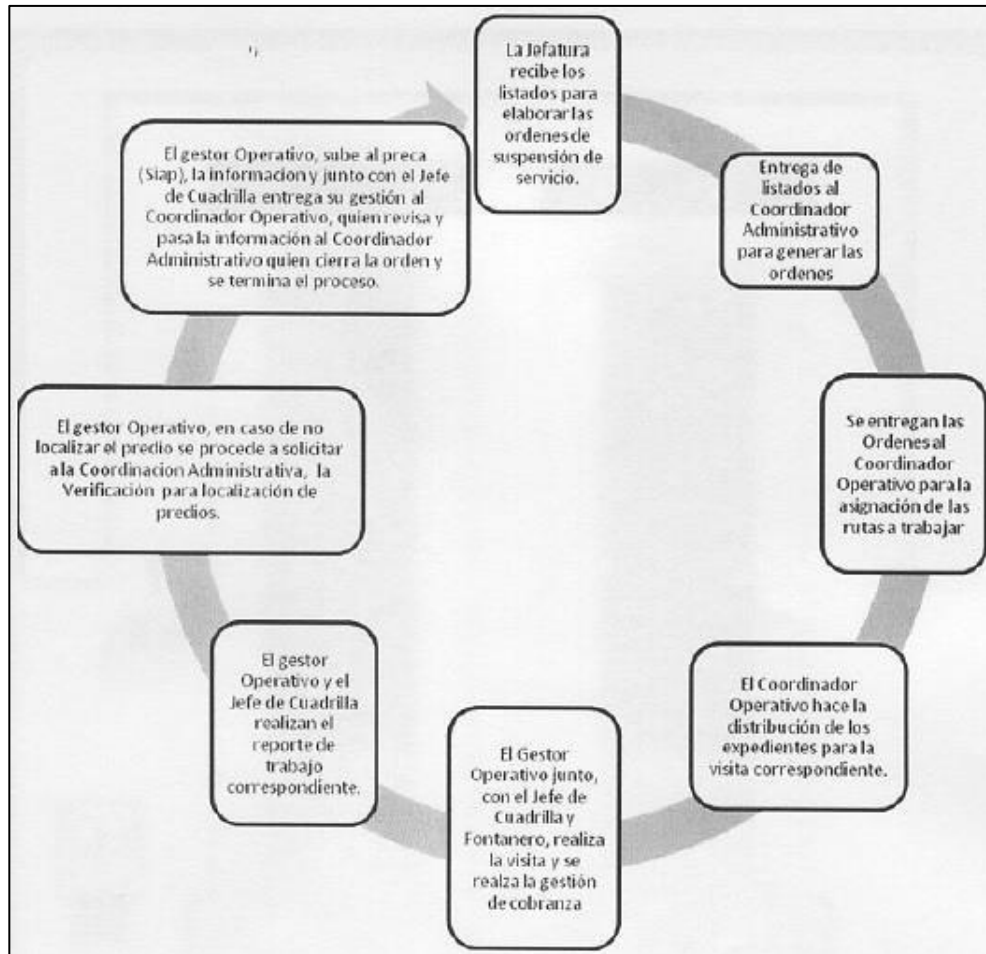 La Jefatura
recibe los
listados para
elaborar las
ordenes de
suspensión de
servicio.
Entrega de
listados al
Coordinador
Administrativo
para generar las
ordenes
Se entregan las
Ordenes al
Coordinador
Operativo para la
asignación de las
rutas a trabajar
El Coordinador
Operativo hace la
distribución de los
expedientes para la
visita correspondiente.
El Gestor
Operativo junto,
con el Jefe de
Cuadrilla y
Fontanero, realiza
la visita y se
realza la gestión
de cobranza
El gestor
Operativo y el
Jefe de Cuadrilla
realizan el
reporte de
trabajo
correspondiente.
El gestor Operativo, en caso de no
localizar el predio se procede a solicitar
a la Coordinacion Administrativa, la
Verificación para localización de
predios.
El gestor Operativo, sube al preca
(Siap), la informacion y junto con el Jefe
de Cuadrilla entrega su gestión al
Coordinador Operativo, quien revisa y
pasa la información al Coordinador
Administrativo quien cierra la orden y
se termina el proceso.